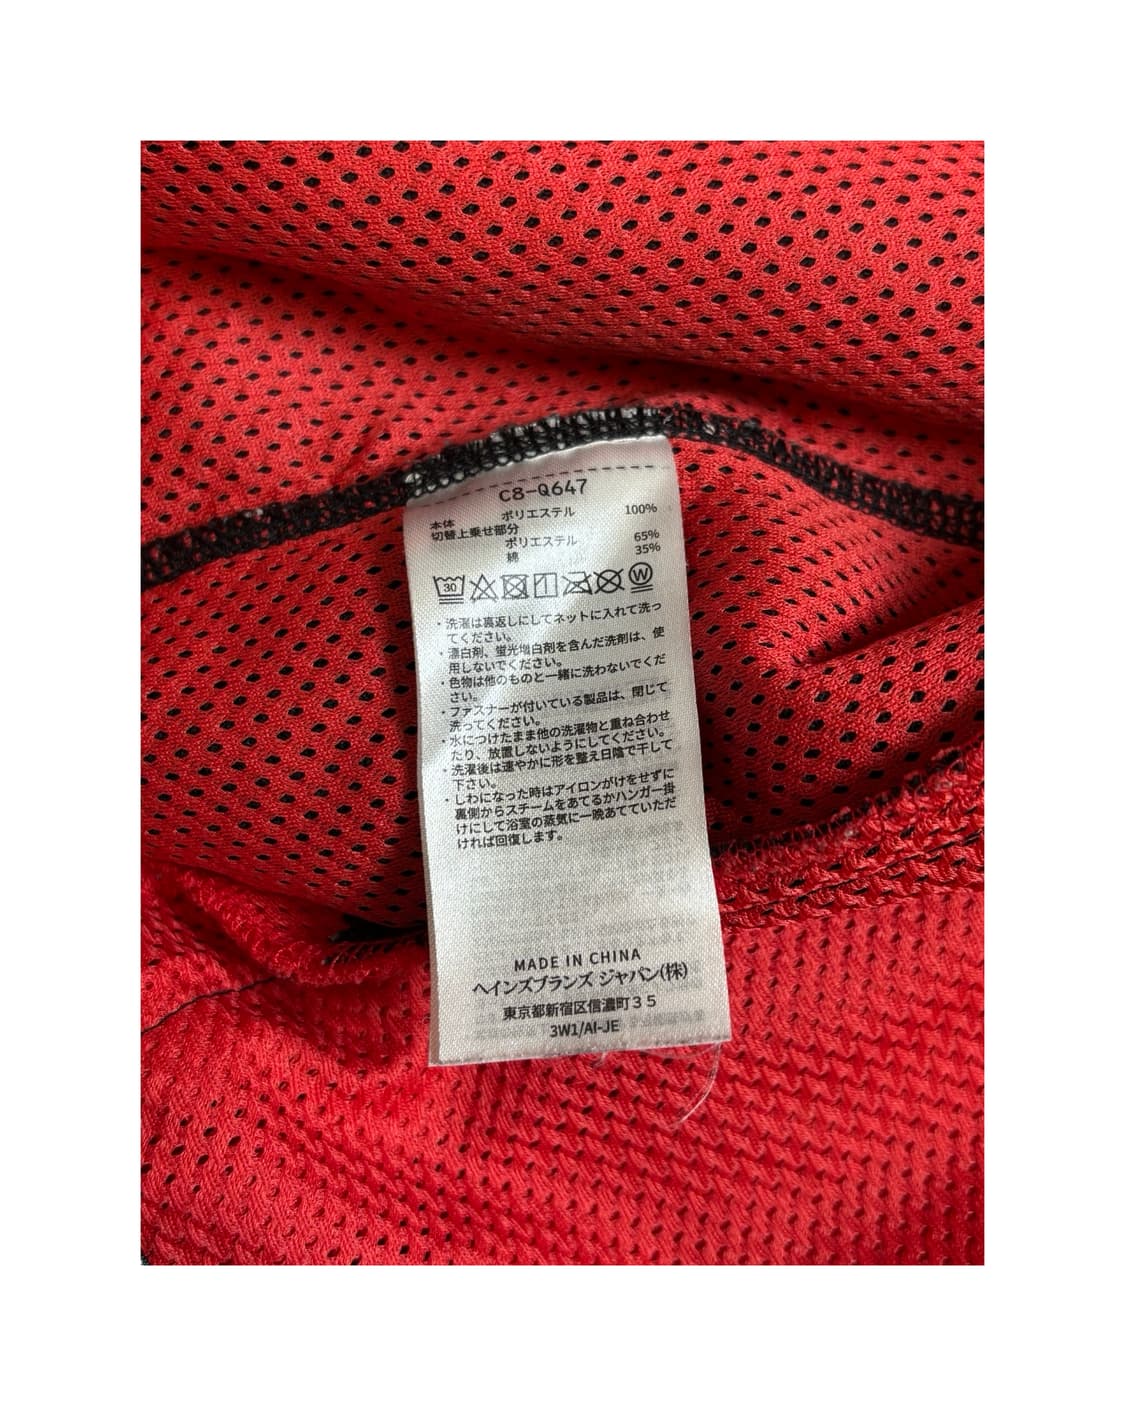 C8-Q647
本体 ポリエステル 100%
切替上乗せ部分
ポリエステル 65%
綿 35%
30 W
・洗濯は裏返しにしてネットに入れて洗っ
てください。
・漂白剤、蛍光増白剤を含んだ洗剤は、使
用しないでください。
・色物は他のものと一緒に洗わないでくだ
さい。
・ファスナーが付いている製品は、閉じて
洗ってください。
・水につけたまま他の洗濯物と重ね合わせ
たり、放置しないようにしてください。
・洗濯後は速やかに形を整え日陰で干して
下さい。
・しわになった時はアイロンがけをせずに
裏側からスチームをあてるかハンガー掛
けにして浴室の蒸気に一晩あてていただ
ければ回復します。
MADE IN CHINA
ヘインズブランズ ジャパン(株)
東京都新宿区信濃町35
3W1/AI-JE